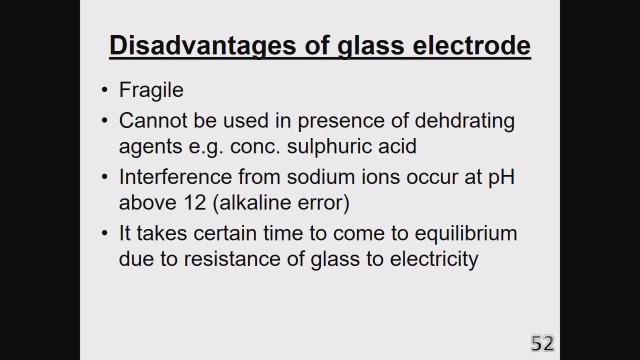 Disadvantages of glass electrode
• Fragile
• Cannot be used in presence of dehdrating
agents e.g. conc. sulphuric acid
• Interference from sodium ions occur at pH
above 12 (alkaline error)
• It takes certain time to come to equilibrium
due to resistance of glass to electricity
52